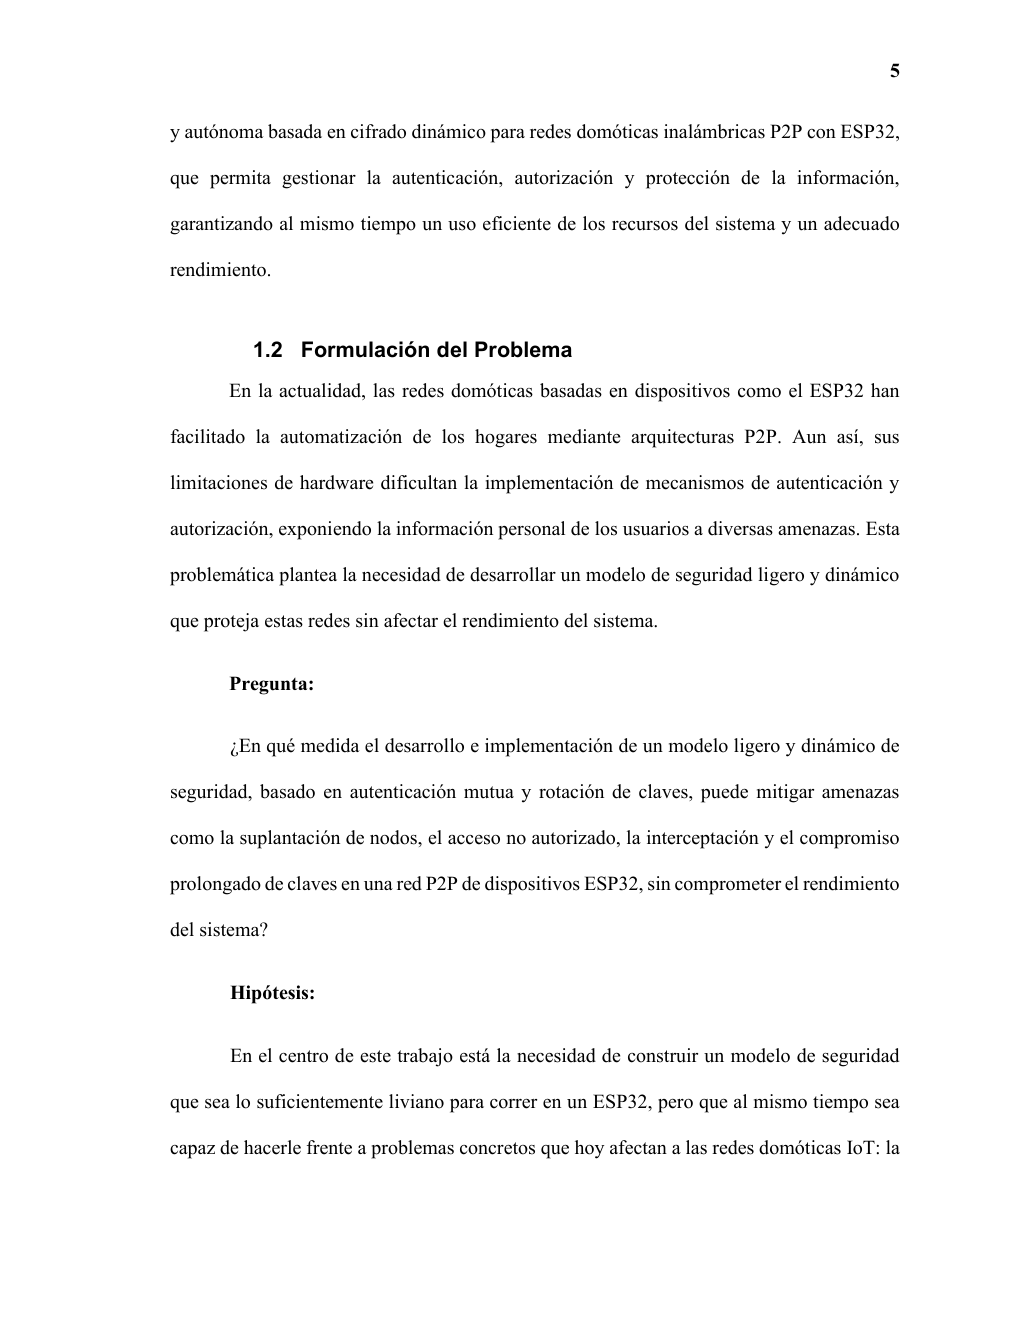 5
y autónoma basada en cifrado dinámico para redes domóticas inalámbricas P2P con ESP32,
que permita gestionar la autenticación, autorización y protección de la información,
garantizando al mismo tiempo un uso eficiente de los recursos del sistema y un adecuado
rendimiento.
1.2 Formulación del Problema
En la actualidad, las redes domóticas basadas en dispositivos como el ESP32 han
facilitado la automatización de los hogares mediante arquitecturas P2P. Aun así, sus
limitaciones de hardware dificultan la implementación de mecanismos de autenticación y
autorización, exponiendo la información personal de los usuarios a diversas amenazas. Esta
problemática plantea la necesidad de desarrollar un modelo de seguridad ligero y dinámico
que proteja estas redes sin afectar el rendimiento del sistema.
Pregunta:
¿En qué medida el desarrollo e implementación de un modelo ligero y dinámico de
seguridad, basado en autenticación mutua y rotación de claves, puede mitigar amenazas
como la suplantación de nodos, el acceso no autorizado, la interceptación y el compromiso
prolongado de claves en una red P2P de dispositivos ESP32, sin comprometer el rendimiento
del sistema?
Hipótesis:
En el centro de este trabajo está la necesidad de construir un modelo de seguridad
que sea lo suficientemente liviano para correr en un ESP32, pero que al mismo tiempo sea
capaz de hacerle frente a problemas concretos que hoy afectan a las redes domóticas IoT: la